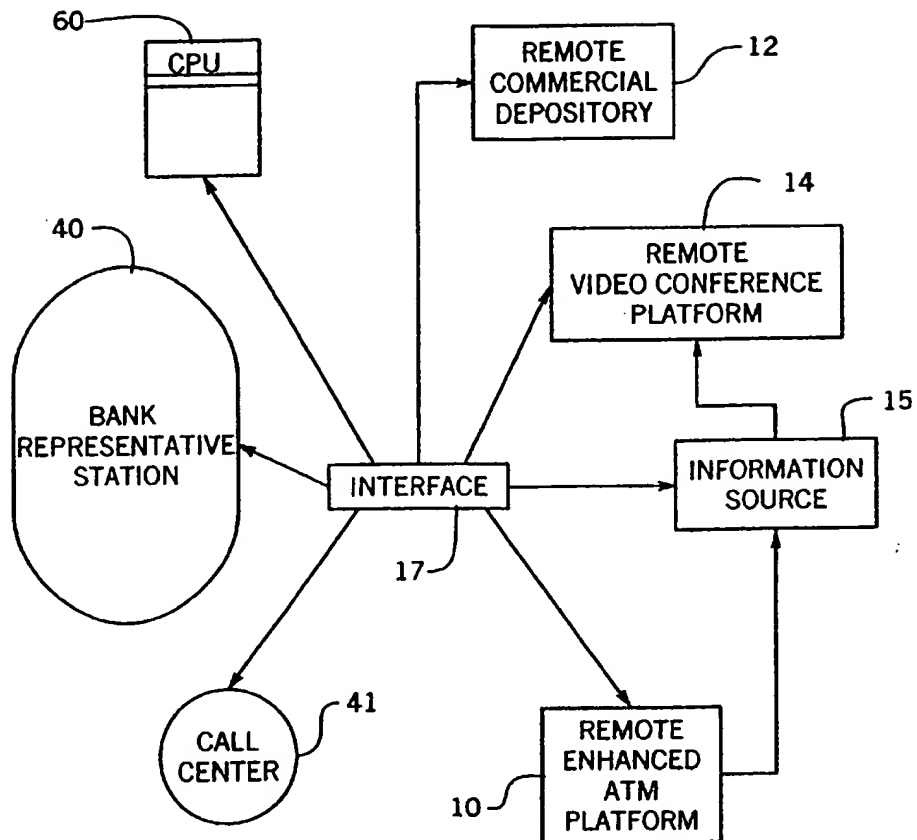 60
CPU
REMOTE
COMMERCIAL
DEPOSITORY
12
14
REMOTE
VIDEO CONFERENCE
PLATFORM
40
BANK
REPRESENTATIVE
STATION
INTERFACE
17
15
INFORMATION
SOURCE
CALL
CENTER
41
REMOTE
ENHANCED
ATM
PLATFORM
10